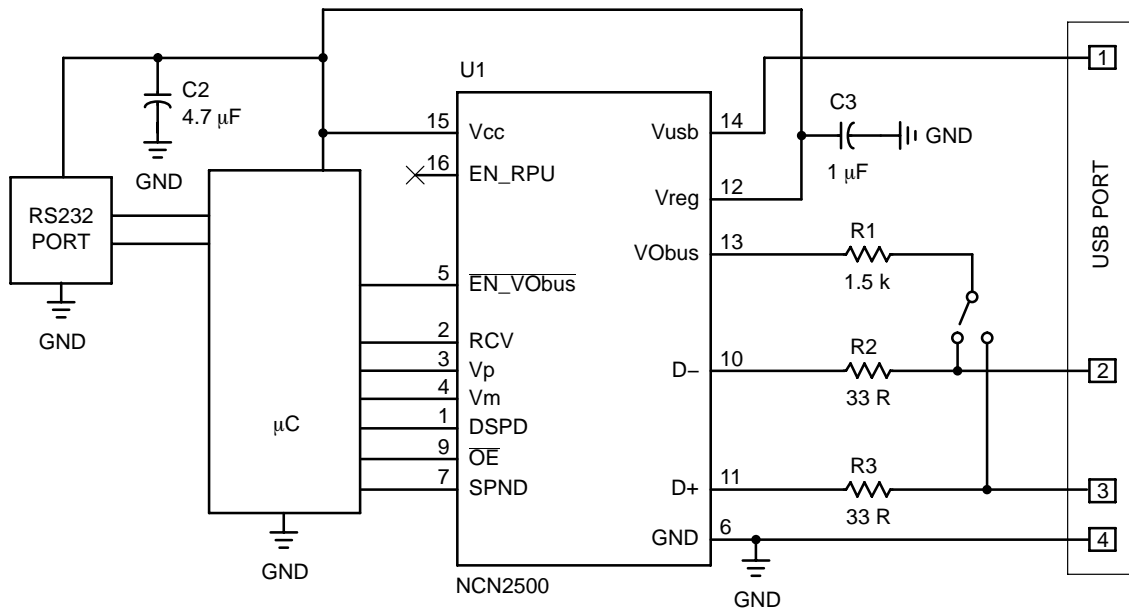 U1
C2
4.7 μF
GND
RS232
PORT
GND
μC
GND
15
Vcc
16
EN_RPU
5
EN_VObus
2
RCV
3
Vp
4
Vm
1
DSPD
9
OE
7
SPND
NCN2500
Vusb
14
Vreg
12
VObus
13
D–
10
D+
11
GND
6
GND
C3
1 μF
GND
R1
1.5 k
R2
33 R
R3
33 R
USB PORT
1
2
3
4